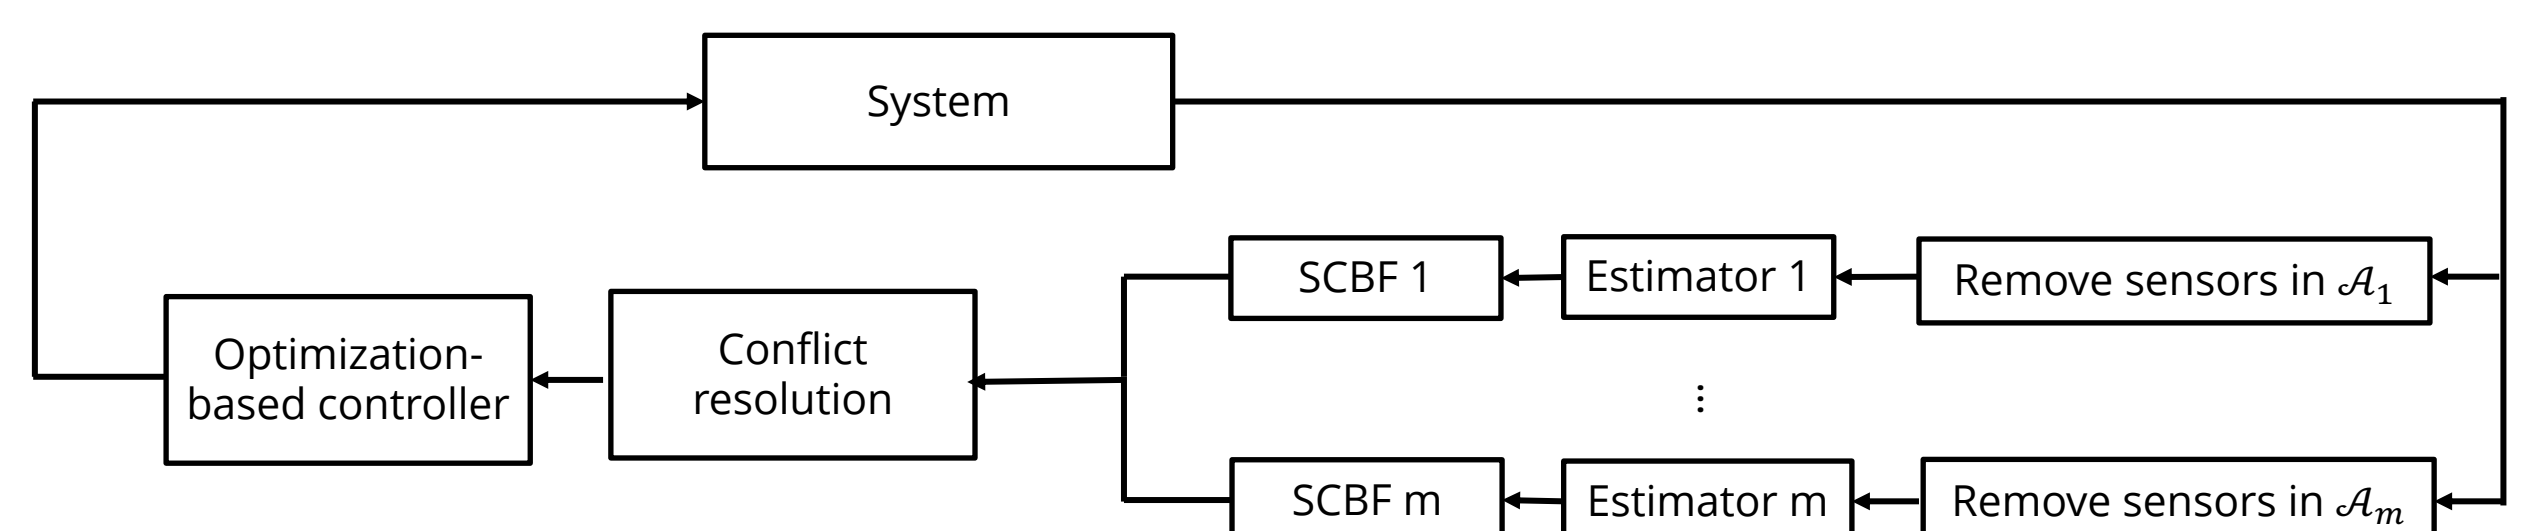 System
SCBF 1
Estimator 1
Remove sensors in 𝒜₁
Optimization-
based controller
Conflict
resolution
⋮
SCBF m
Estimator m
Remove sensors in 𝒜ₘ